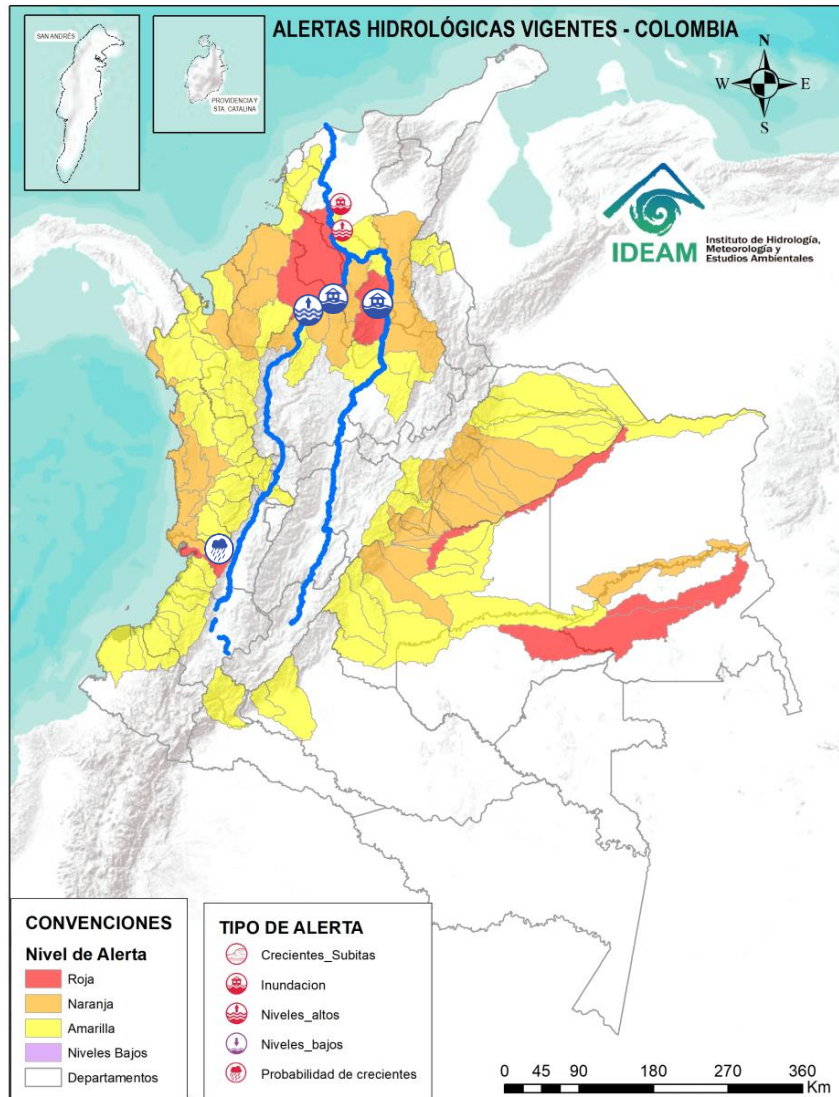 ALERTAS HIDROLÓGICAS VIGENTES - COLOMBIA
SAN ANDRÉS
PROVIDENCIA Y
STA. CATALINA
N
W
E
S
IDEAM
Instituto de Hidrología,
Meteorología y
Estudios Ambientales
CONVENCIONES
Nivel de Alerta
Roja
Naranja
Amarilla
Niveles Bajos
Departamentos
TIPO DE ALERTA
Crecientes_Subitas
Inundacion
Niveles_altos
Niveles_bajos
Probabilidad de crecientes
0 45 90 180 270 360
Km